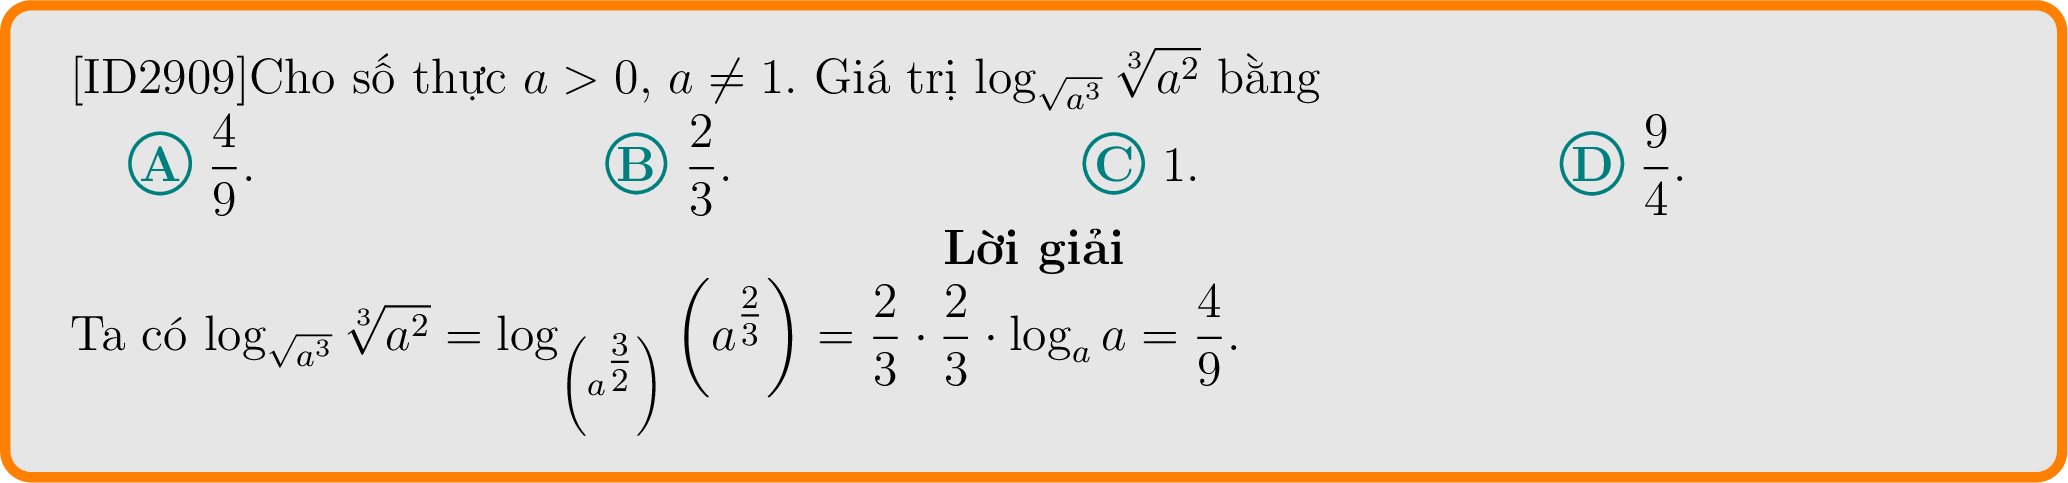 [ID2909]Cho số thực $a > 0$, $a \neq 1$. Giá trị $\log_{\sqrt{a^3}} \sqrt[3]{a^2}$ bằng
A $\frac{4}{9}$. B $\frac{2}{3}$. C 1. D $\frac{9}{4}$.
Lời giải
Ta có $\log_{\sqrt{a^3}} \sqrt[3]{a^2} = \log_{\left(a^{\frac{3}{2}}\right)} \left(a^{\frac{2}{3}}\right) = \frac{2}{3} \cdot \frac{2}{3} \cdot \log_a a = \frac{4}{9}$.